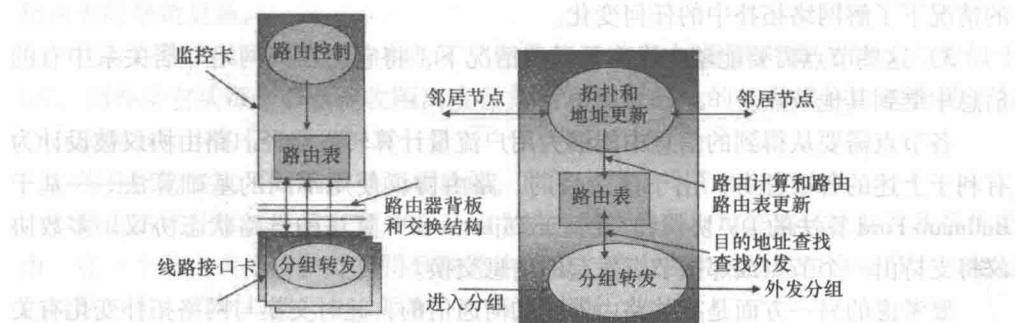 监控卡
路由控制
路由表
路由器背板
和交换结构
线路接口卡
分组转发
邻居节点
拓扑和
地址更新
邻居节点
路由计算和路由
路由表更新
路由表
目的地址查找
查找外发
分组转发
进入分组
外发分组